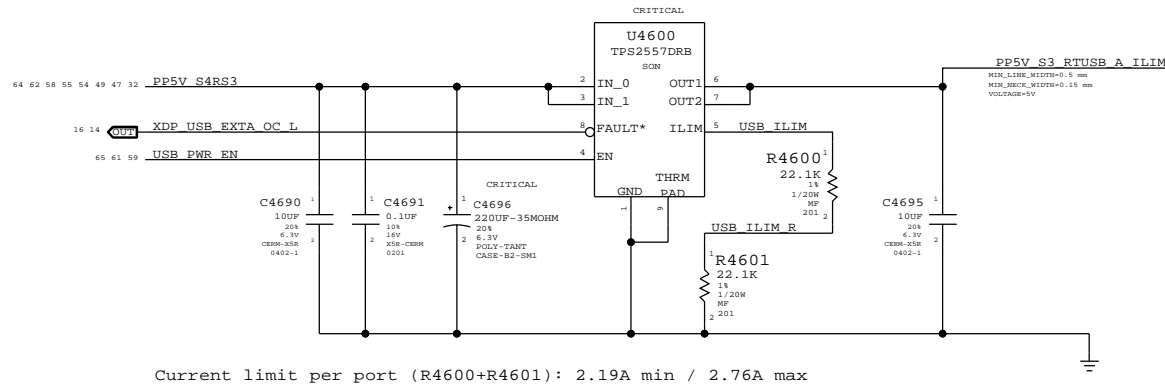 CRITICAL
U4600
TPS2557DRB
SON
64 62 58 55 54 49 47 32 PP5V_S4RS3
2 IN_0 OUT1 6
3 IN_1 OUT2 7
PP5V_S3_RTUSB_A_ILIM
MIN_LINE_WIDTH=0.5 mm
MIN_NECK_WIDTH=0.15 mm
VOLTAGE=5V
16 14 OUT XDP_USB_EXTA_OC_L
8 FAULT* ILIM 5 USB_ILIM
65 61 59 USB_PWR_EN
4 EN
GND
THRM
PAD
1 9
R4600
1
22.1K
1%
1/20W
MF
201
2
USB_ILIM_R
R4601
1
22.1K
1%
1/20W
MF
201
2
C4690
1
10UF
20%
6.3V
CERM-X5R
0402-1
2
C4691
1
0.1UF
10%
16V
X5R-CERM
0201
2
CRITICAL
C4696
+ 1
220UF-35MOHM
20%
6.3V
POLY-TANT
CASE-B2-SM1
2
C4695
1
10UF
20%
6.3V
CERM-X5R
0402-1
2
Current limit per port (R4600+R4601): 2.19A min / 2.76A max